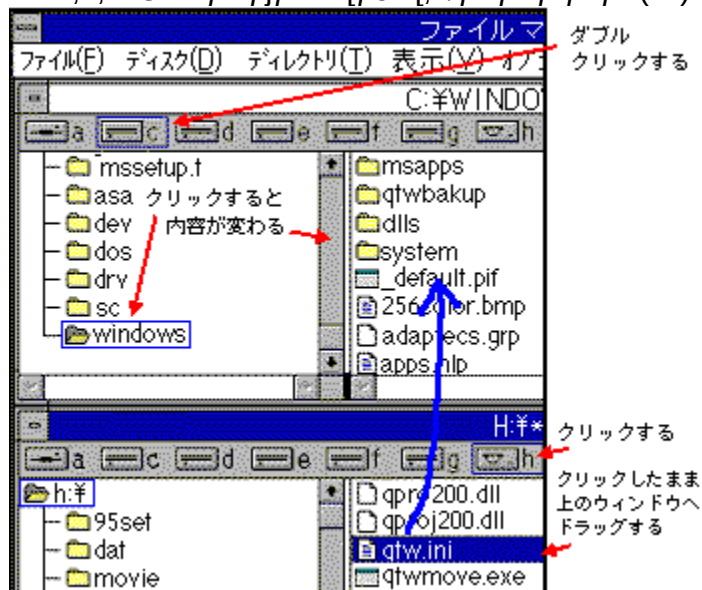 ファイル マ
ダブル
クリックする
ファイル(F) ディスク(D) ディレクトリ(T) 表示(V) オプ
C:¥WINDO
a c d e f g h
mssetup.t
asa
dev
dos
drv
sc
windows
クリックすると
内容が変わる
msapps
qtwbakup
dlls
system
_default.pif
256color.bmp
adaptecs.grp
apps.hlp
H:¥*
クリックする
a c d e f g h
クリックしたまま
上のウィンドウへ
ドラッグする
h:¥
95set
dat
movie
qpro200.dll
qproj200.dll
qtw.ini
qtwmove.exe